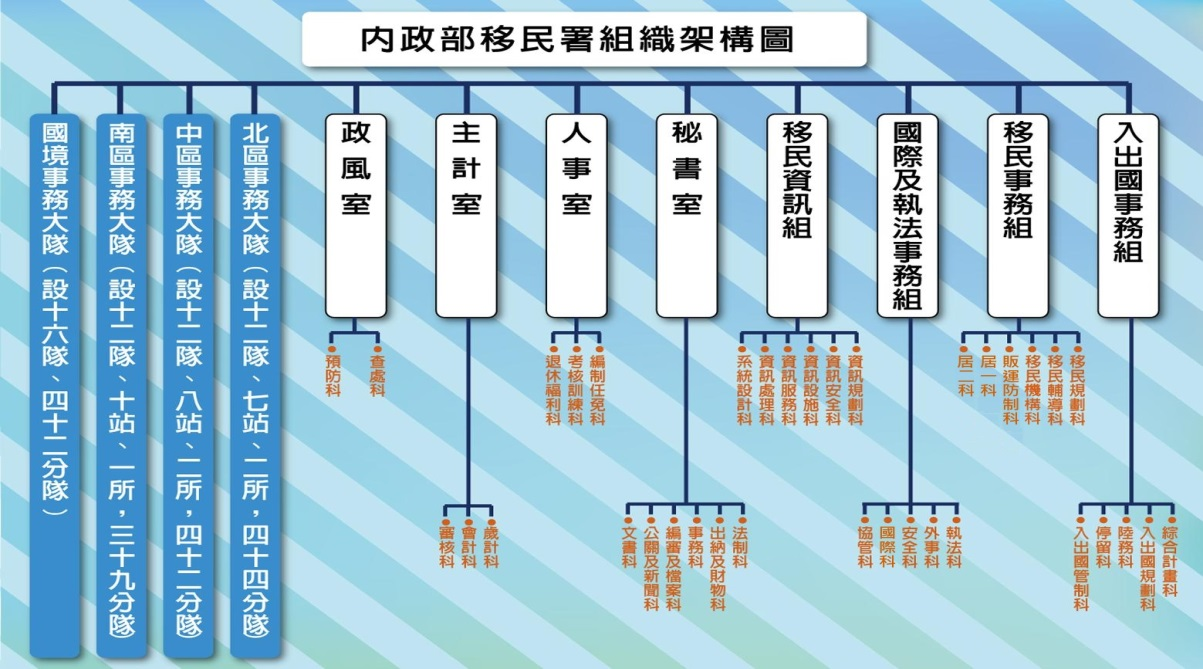 內政部移民署組織架構圖
入出國事務組
綜合計畫科
入出國規劃科
陸務科
停留科
入出國管制科
移民事務組
移民規劃科
移民輔導科
移民機構科
販運防制科
居一科
居二科
國際及執法事務組
執法科
外事科
安全科
國際科
協管科
移民資訊組
資訊規劃科
資訊安全科
資訊設施科
資訊服務科
資訊處理科
系統設計科
秘書室
法制科
出納及財物科
事務科
編審及檔案科
公關及新聞科
文書科
人事室
編制任免科
考核訓練科
退休福利科
主計室
歲計科
會計科
審核科
政風室
查處科
預防科
北區事務大隊（設十二隊、七站、二所，四十四分隊）
中區事務大隊（設十二隊、八站、二所，四十二分隊）
南區事務大隊（設十二隊、十站、一所，三十九分隊）
國境事務大隊（設十六隊、四十二分隊）